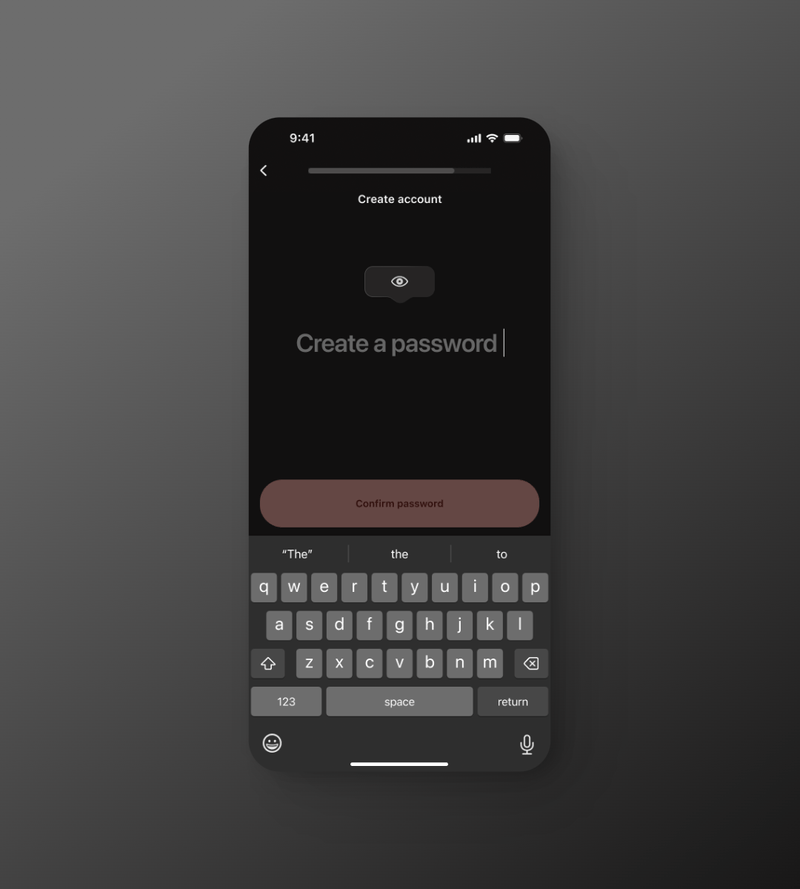 9:41
Create account
Create a password
Confirm password
“The” the to
q w e r t y u i o p
a s d f g h j k l
z x c v b n m
123 space return